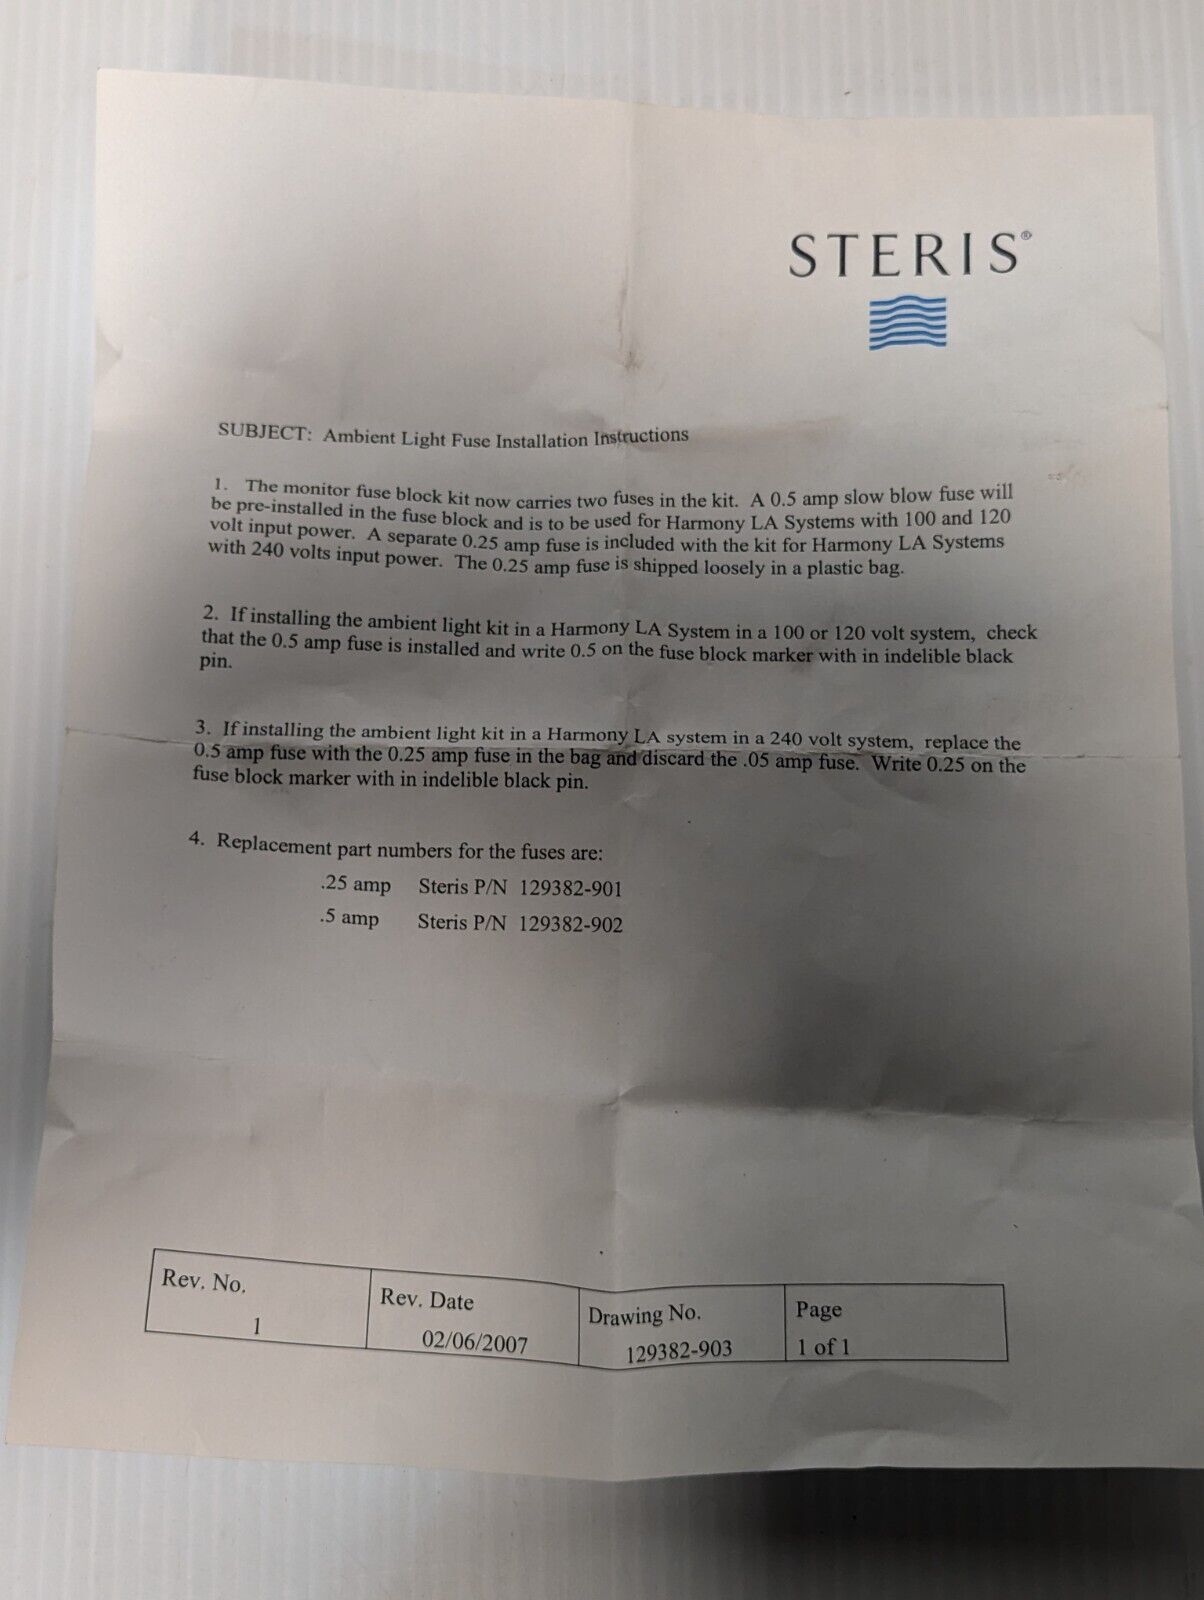 STERIS®
SUBJECT: Ambient Light Fuse Installation Instructions
1. The monitor fuse block kit now carries two fuses in the kit. A 0.5 amp slow blow fuse will
be pre-installed in the fuse block and is to be used for Harmony LA Systems with 100 and 120
volt input power. A separate 0.25 amp fuse is included with the kit for Harmony LA Systems
with 240 volts input power. The 0.25 amp fuse is shipped loosely in a plastic bag.
2. If installing the ambient light kit in a Harmony LA System in a 100 or 120 volt system, check
that the 0.5 amp fuse is installed and write 0.5 on the fuse block marker with in indelible black
pin.
3. If installing the ambient light kit in a Harmony LA system in a 240 volt system, replace the
0.5 amp fuse with the 0.25 amp fuse in the bag and discard the .05 amp fuse. Write 0.25 on the
fuse block marker with in indelible black pin.
4. Replacement part numbers for the fuses are:
.25 amp Steris P/N 129382-901
.5 amp Steris P/N 129382-902
Rev. No. Rev. Date Drawing No. Page
1 02/06/2007 129382-903 1 of 1